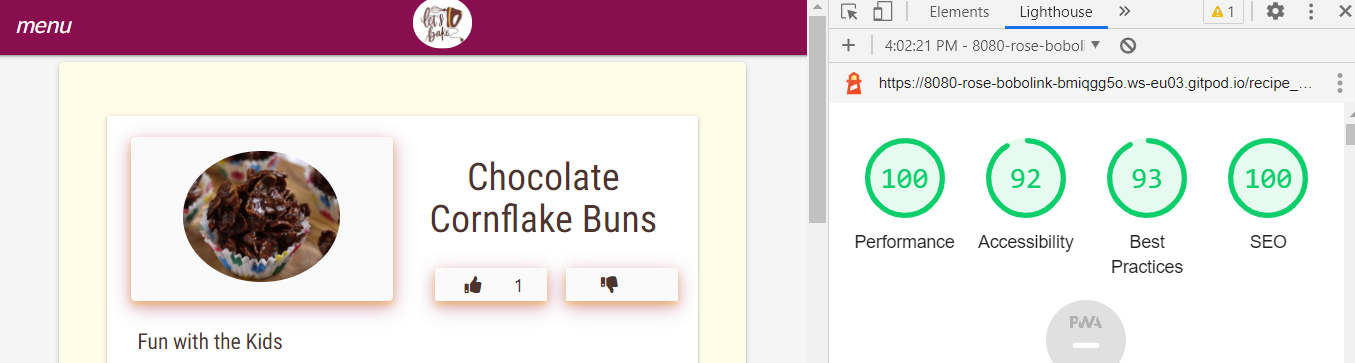 menu
let's
bake
Chocolate
Cornflake Buns
1
Fun with the Kids
Elements
Lighthouse
1
4:02:21 PM - 8080-rose-boboli
https://8080-rose-bobolink-bmiqgg5o.ws-eu03.gitpod.io/recipe_...
100
92
93
100
Performance
Accessibility
Best
Practices
SEO
PWA